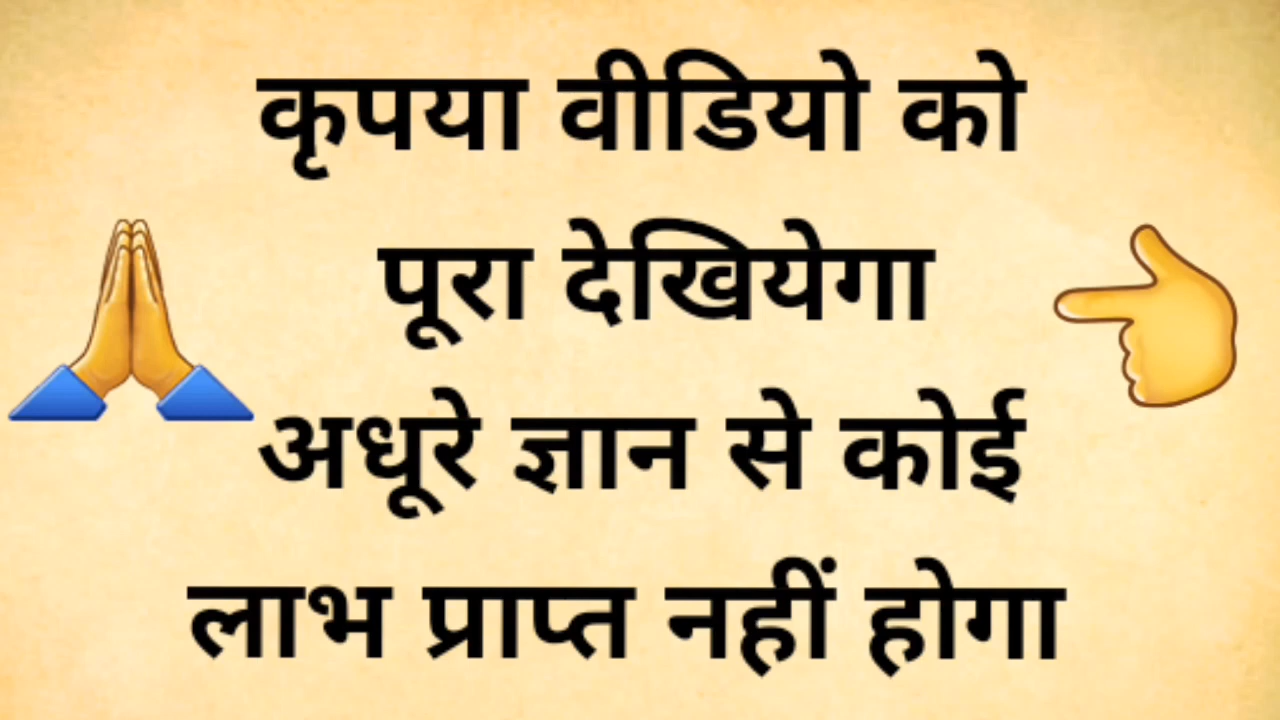 कृपया वीडियो को
पूरा देखियेगा
अधूरे ज्ञान से कोई
लाभ प्राप्त नहीं होगा